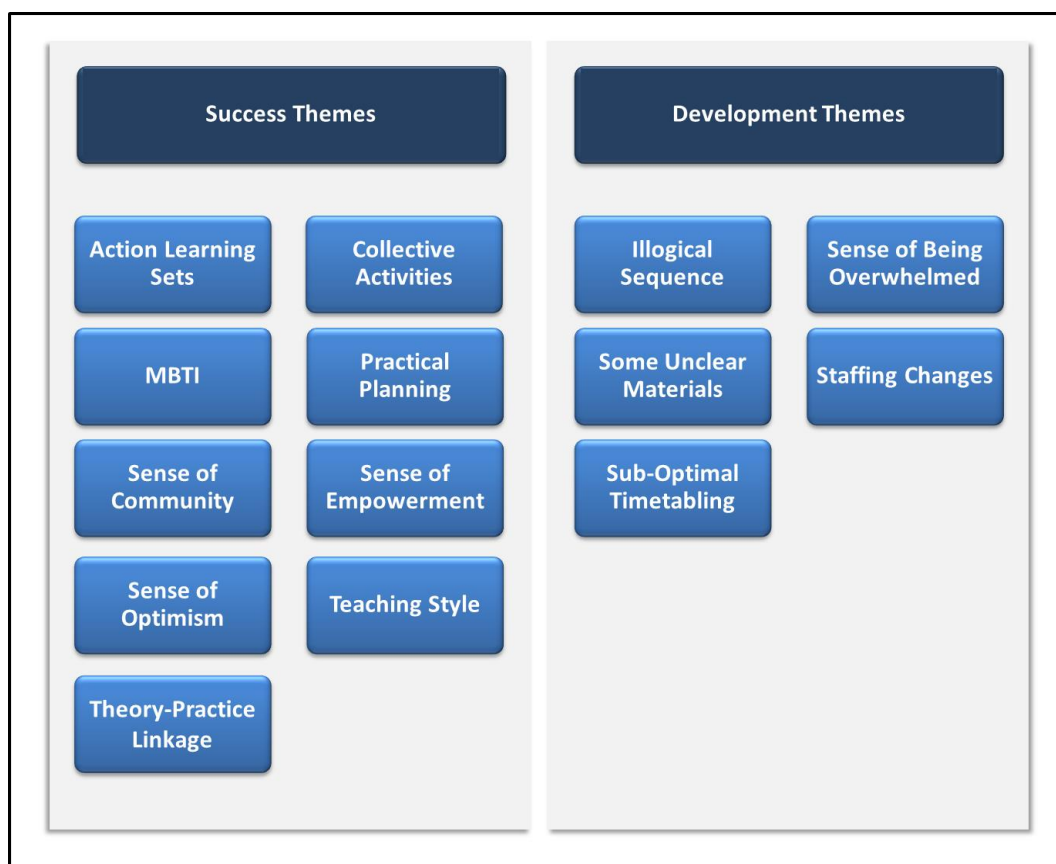 Success Themes
Action Learning
Sets
Collective
Activities
MBTI
Practical
Planning
Sense of
Community
Sense of
Empowerment
Sense of
Optimism
Teaching Style
Theory-Practice
Linkage
Development Themes
Illogical
Sequence
Sense of Being
Overwhelmed
Some Unclear
Materials
Staffing Changes
Sub-Optimal
Timetabling